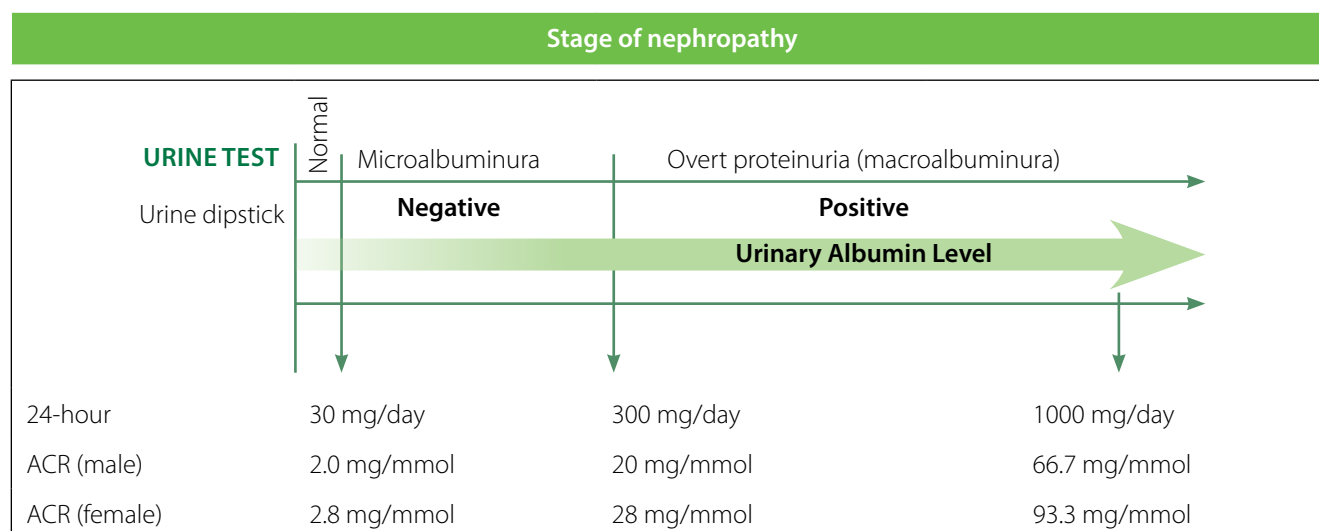 Stage of nephropathy
Normal
URINE TEST Microalbuminura Overt proteinuria (macroalbuminura)
Urine dipstick Negative Positive
Urinary Albumin Level
24-hour 30 mg/day 300 mg/day 1000 mg/day
ACR (male) 2.0 mg/mmol 20 mg/mmol 66.7 mg/mmol
ACR (female) 2.8 mg/mmol 28 mg/mmol 93.3 mg/mmol